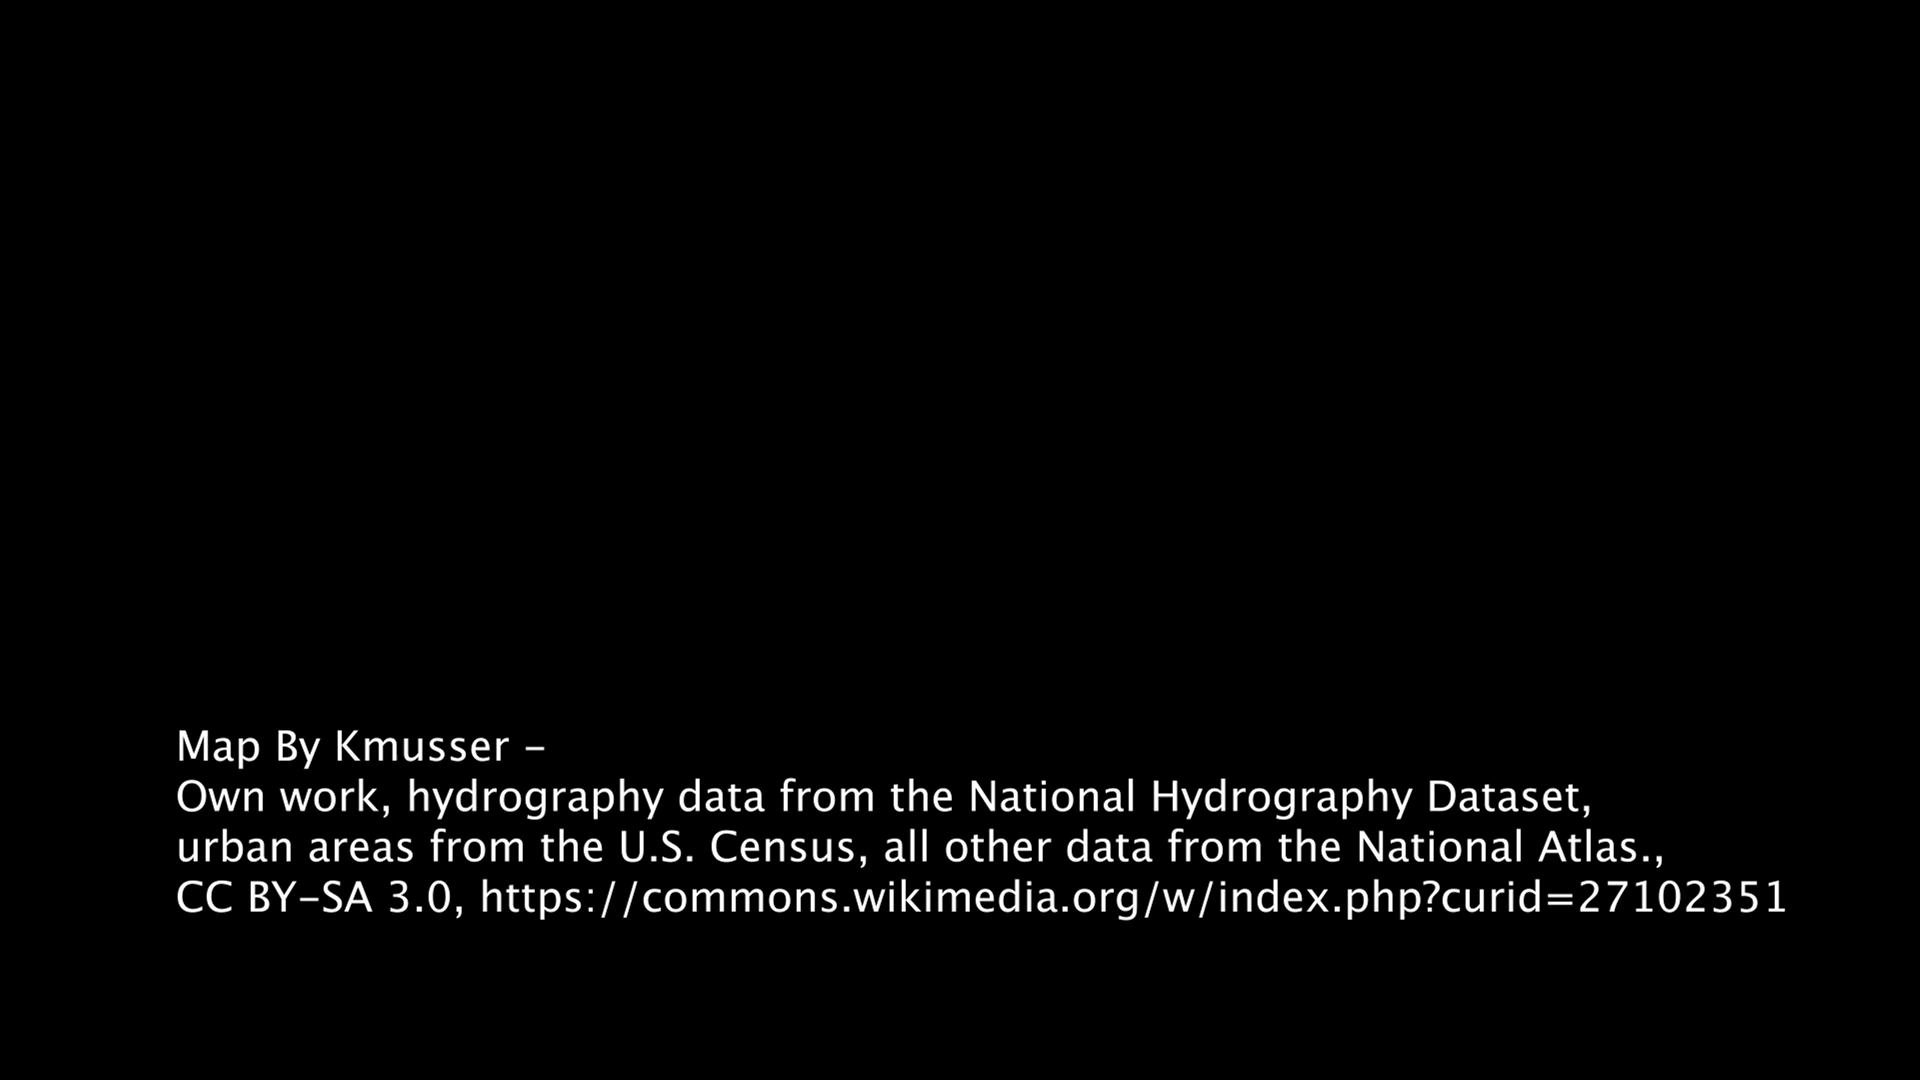 Map By Kmusser –
Own work, hydrography data from the National Hydrography Dataset,
urban areas from the U.S. Census, all other data from the National Atlas.,
CC BY–SA 3.0, https://commons.wikimedia.org/w/index.php?curid=27102351